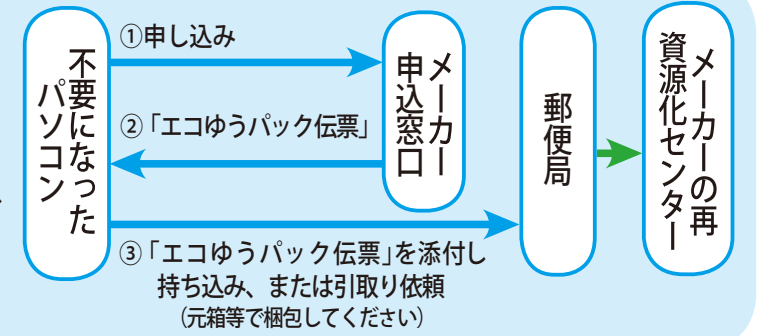 不要になった
パソコン
①申し込み
②「エコゆうパック伝票」
③「エコゆうパック伝票」を添付し
持ち込み、または引取り依頼
(元箱等で梱包してください)
メーカー
申込窓口
郵便局
メーカーの再
資源化センター